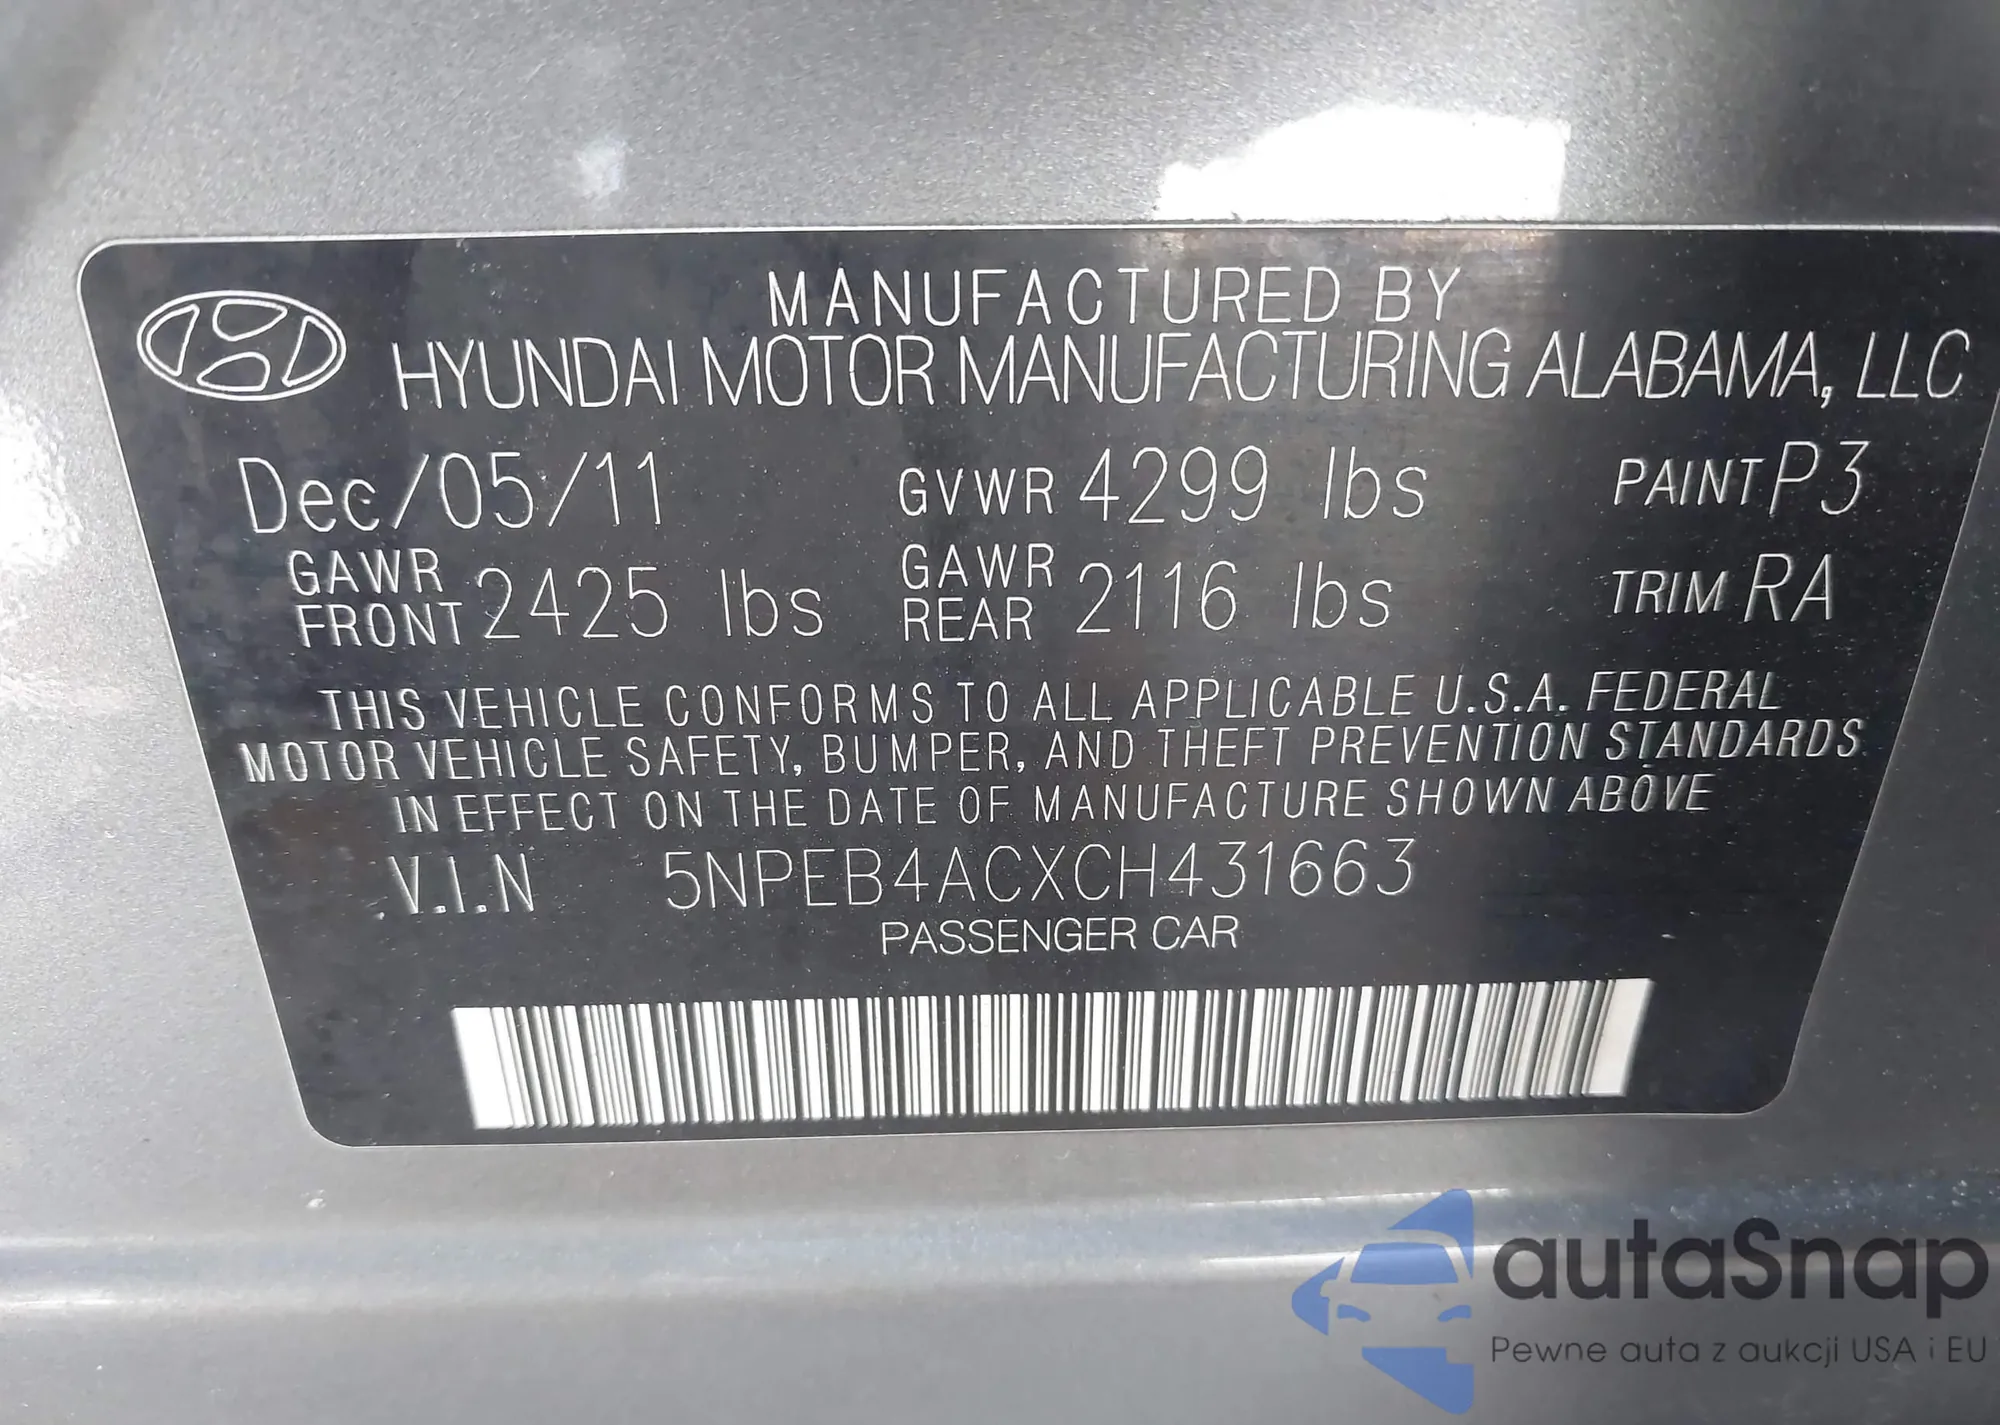 MANUFACTURED BY
HYUNDAI MOTOR MANUFACTURING ALABAMA, LLC
Dec/05/11 GVWR 4299 lbs PAINT P3
GAWR FRONT 2425 lbs GAWR REAR 2116 lbs TRIM RA
THIS VEHICLE CONFORMS TO ALL APPLICABLE U.S.A. FEDERAL
MOTOR VEHICLE SAFETY, BUMPER, AND THEFT PREVENTION STANDARDS
IN EFFECT ON THE DATE OF MANUFACTURE SHOWN ABOVE
V.I.N 5NPEB4ACXCH431663
PASSENGER CAR
autaSnap
Pewne auta z aukcji USA i EU